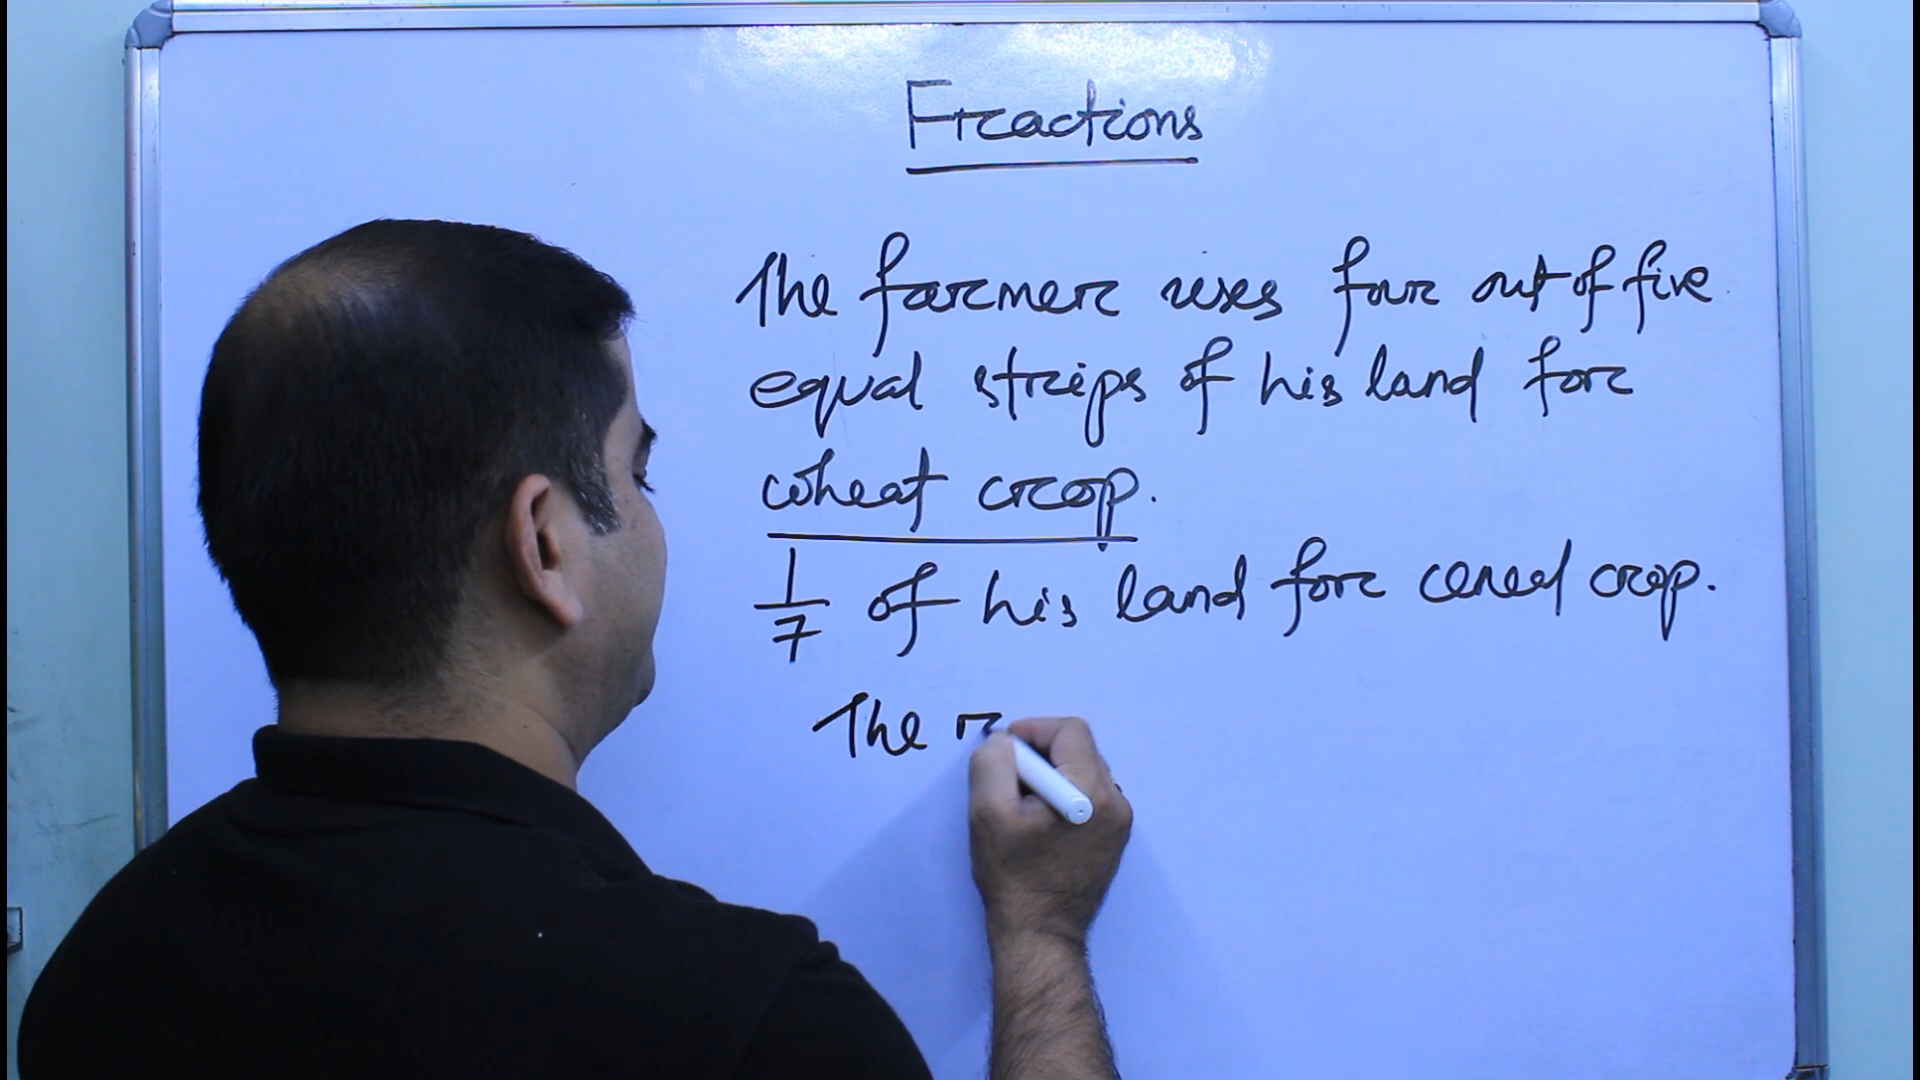 Fractions
The farmer uses four out of five
equal strips of his land for
wheat crop.
1/7 of his land for cereal crop.
The r